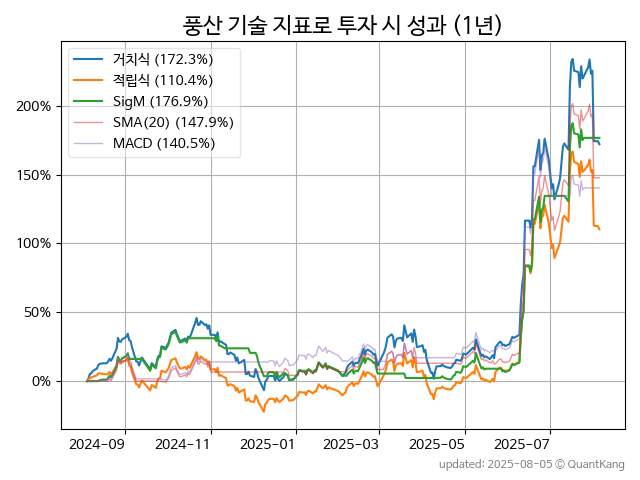 풍산 기술 지표로 투자 시 성과 (1년)
거치식 (172.3%)
적립식 (110.4%)
SigM (176.9%)
SMA(20) (147.9%)
MACD (140.5%)
200%
150%
100%
50%
0%
2024-09 2024-11 2025-01 2025-03 2025-05 2025-07
updated: 2025-08-05 © QuantKang